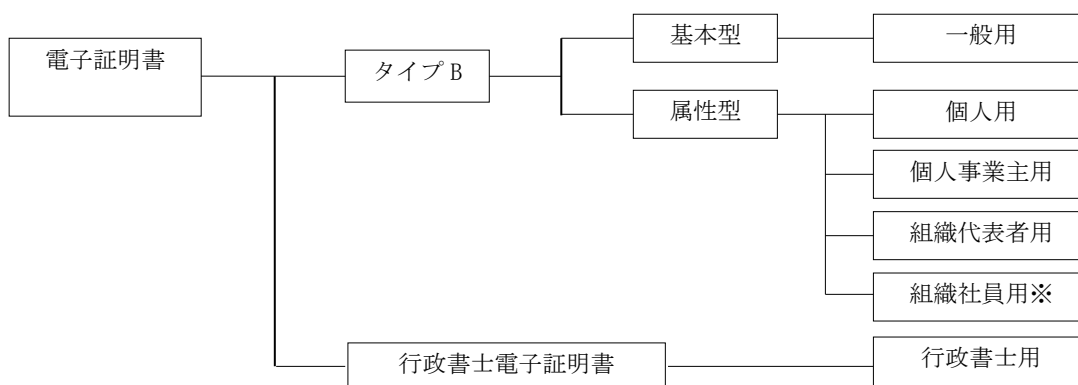 電子証明書
タイプ B
基本型
一般用
属性型
個人用
個人事業主用
組織代表者用
組織社員用※
行政書士電子証明書
行政書士用